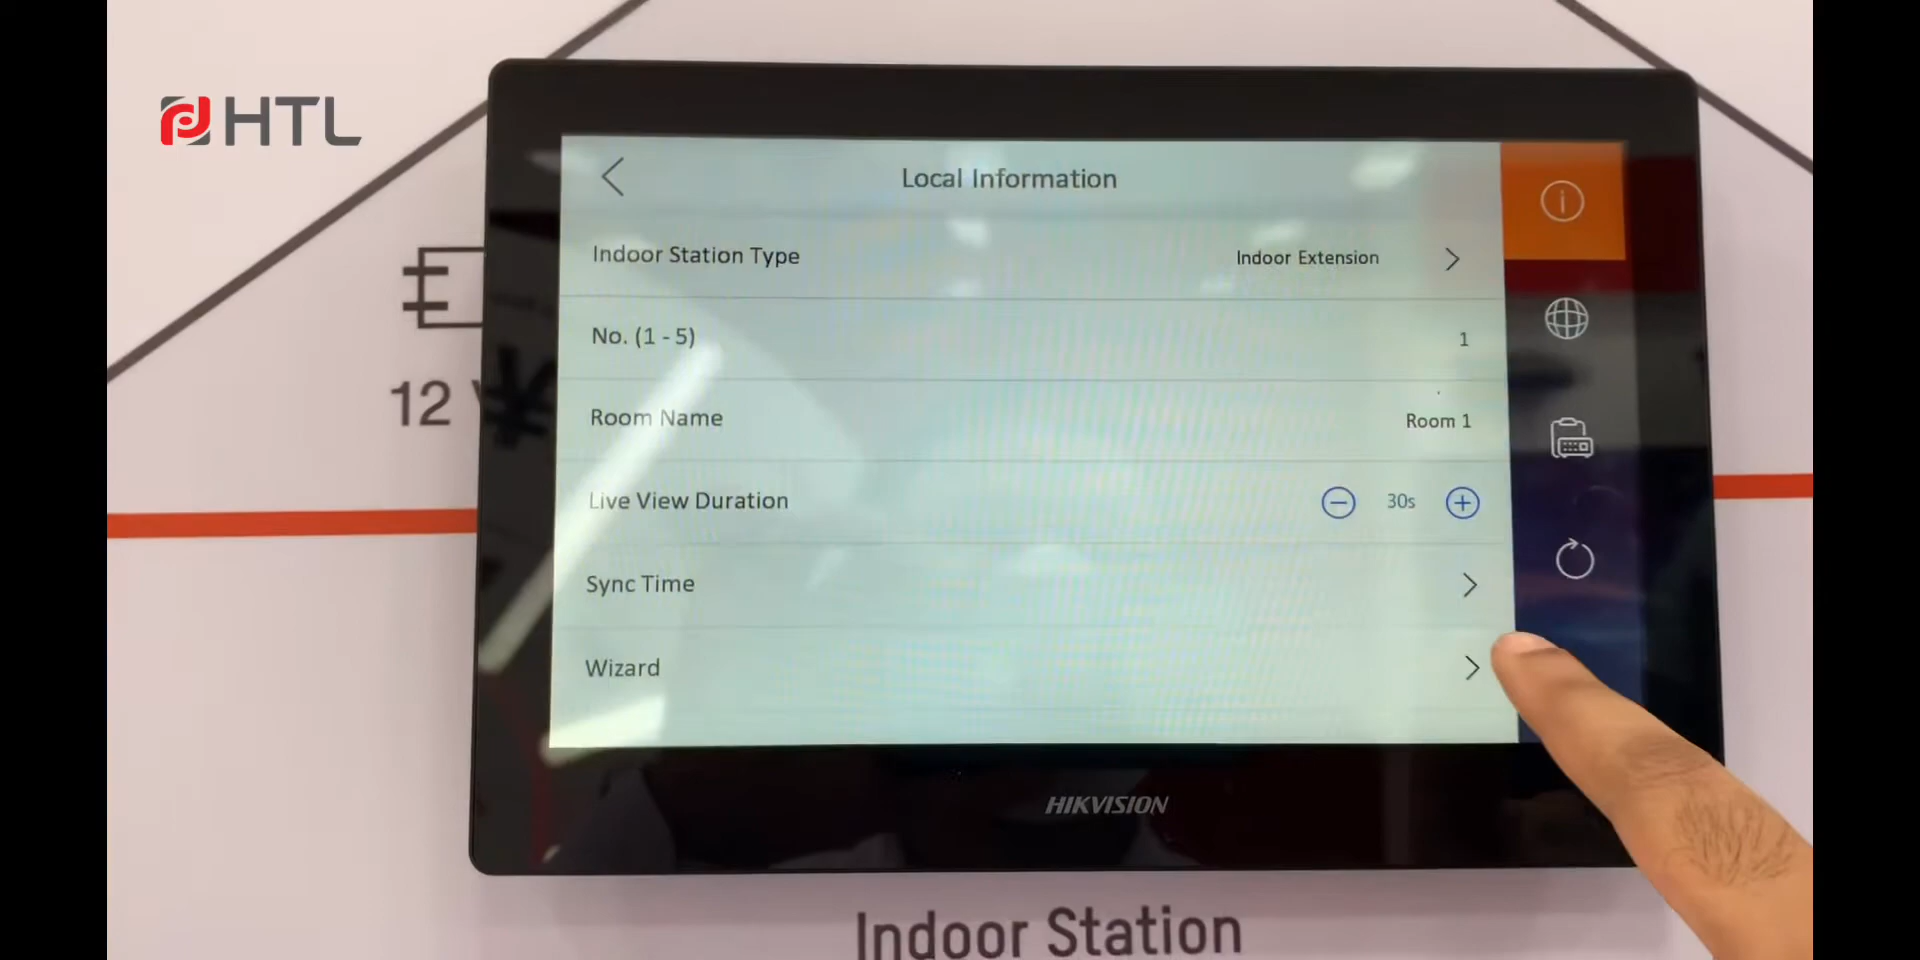 HTL
Local Information
Indoor Station Type
Indoor Extension
No. (1 - 5)
1
Room Name
Room 1
Live View Duration
30s
Sync Time
Wizard
12
HIKVISION
Indoor Station